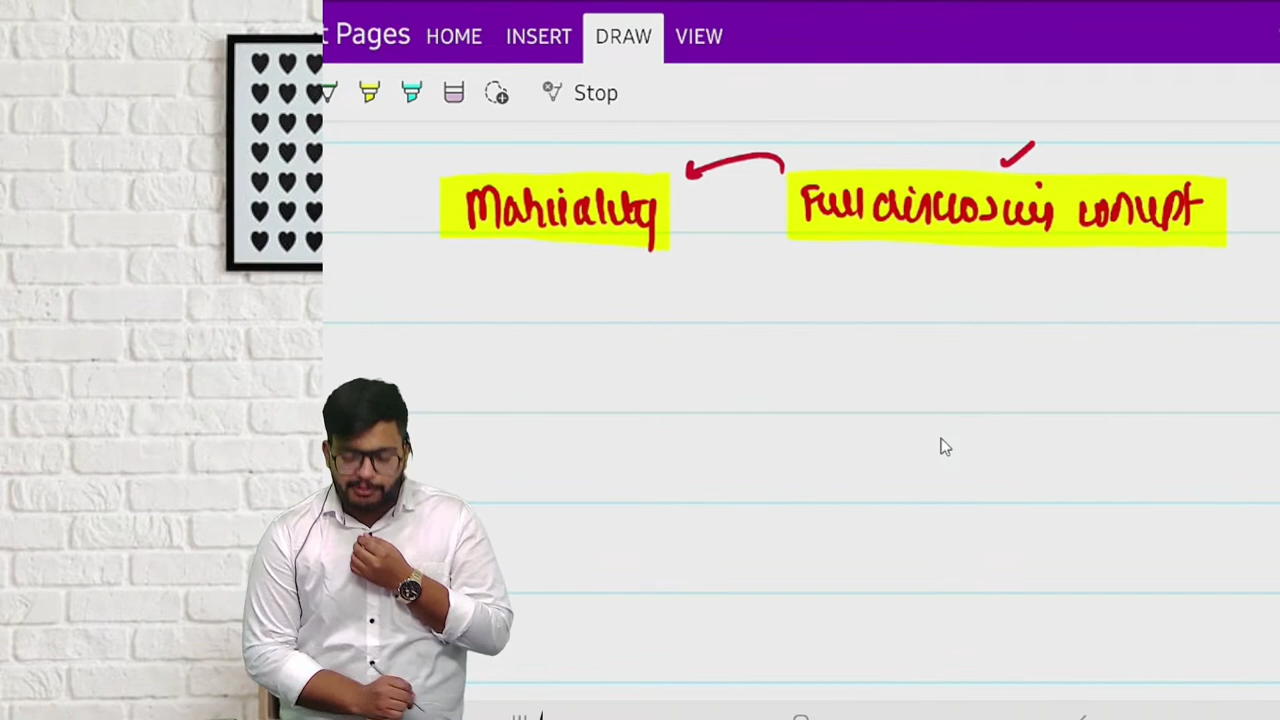 t Pages HOME INSERT DRAW VIEW
Stop
Materiality Full disclosure concept